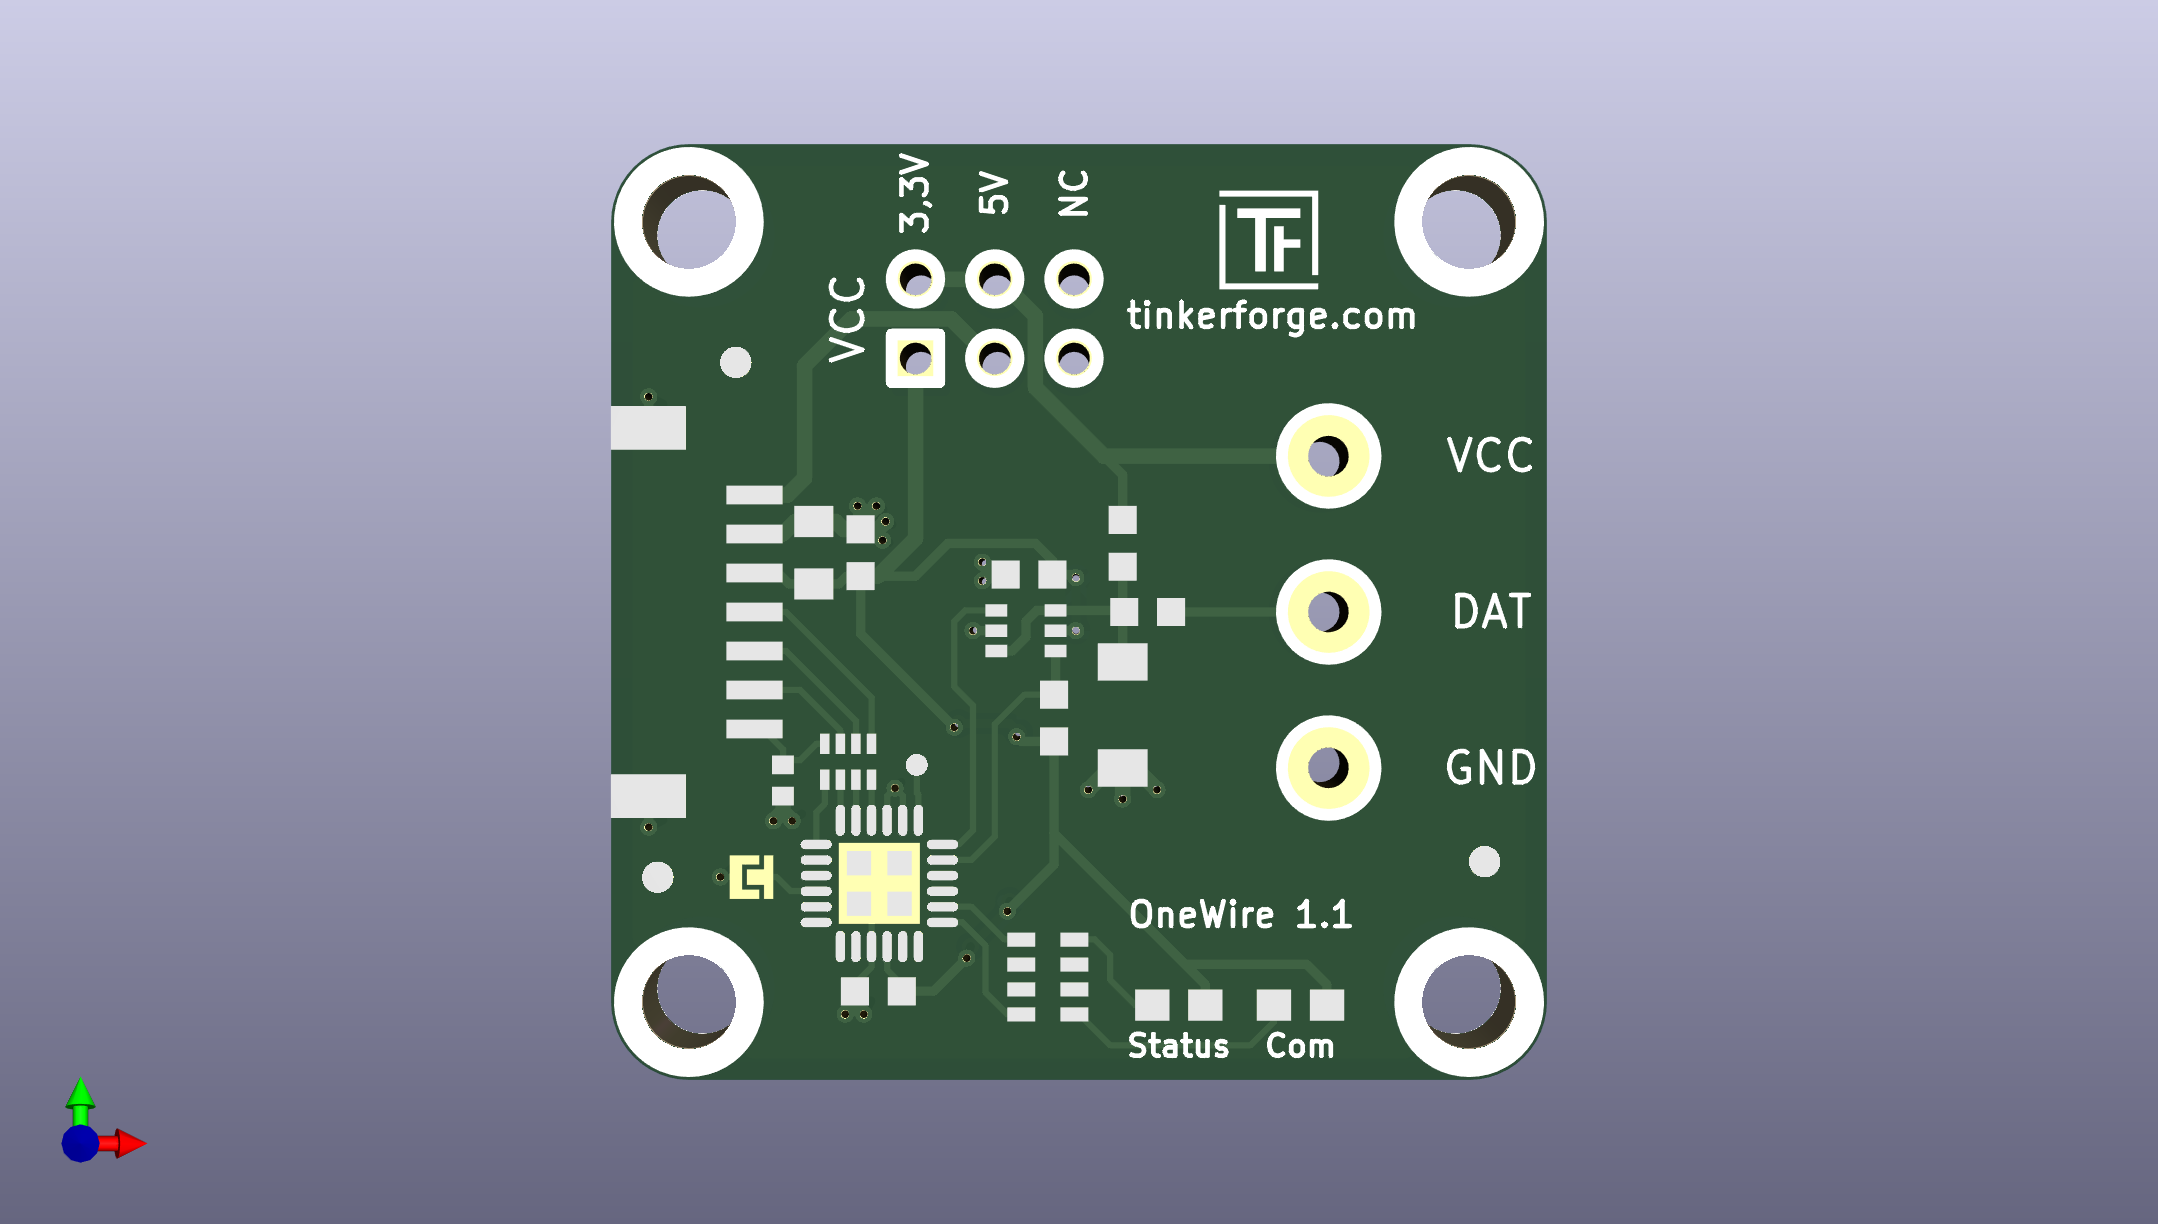 3,3V
5V
NC
VCC
TF
tinkerforge.com
VCC
DAT
GND
OneWire 1.1
Status
Com